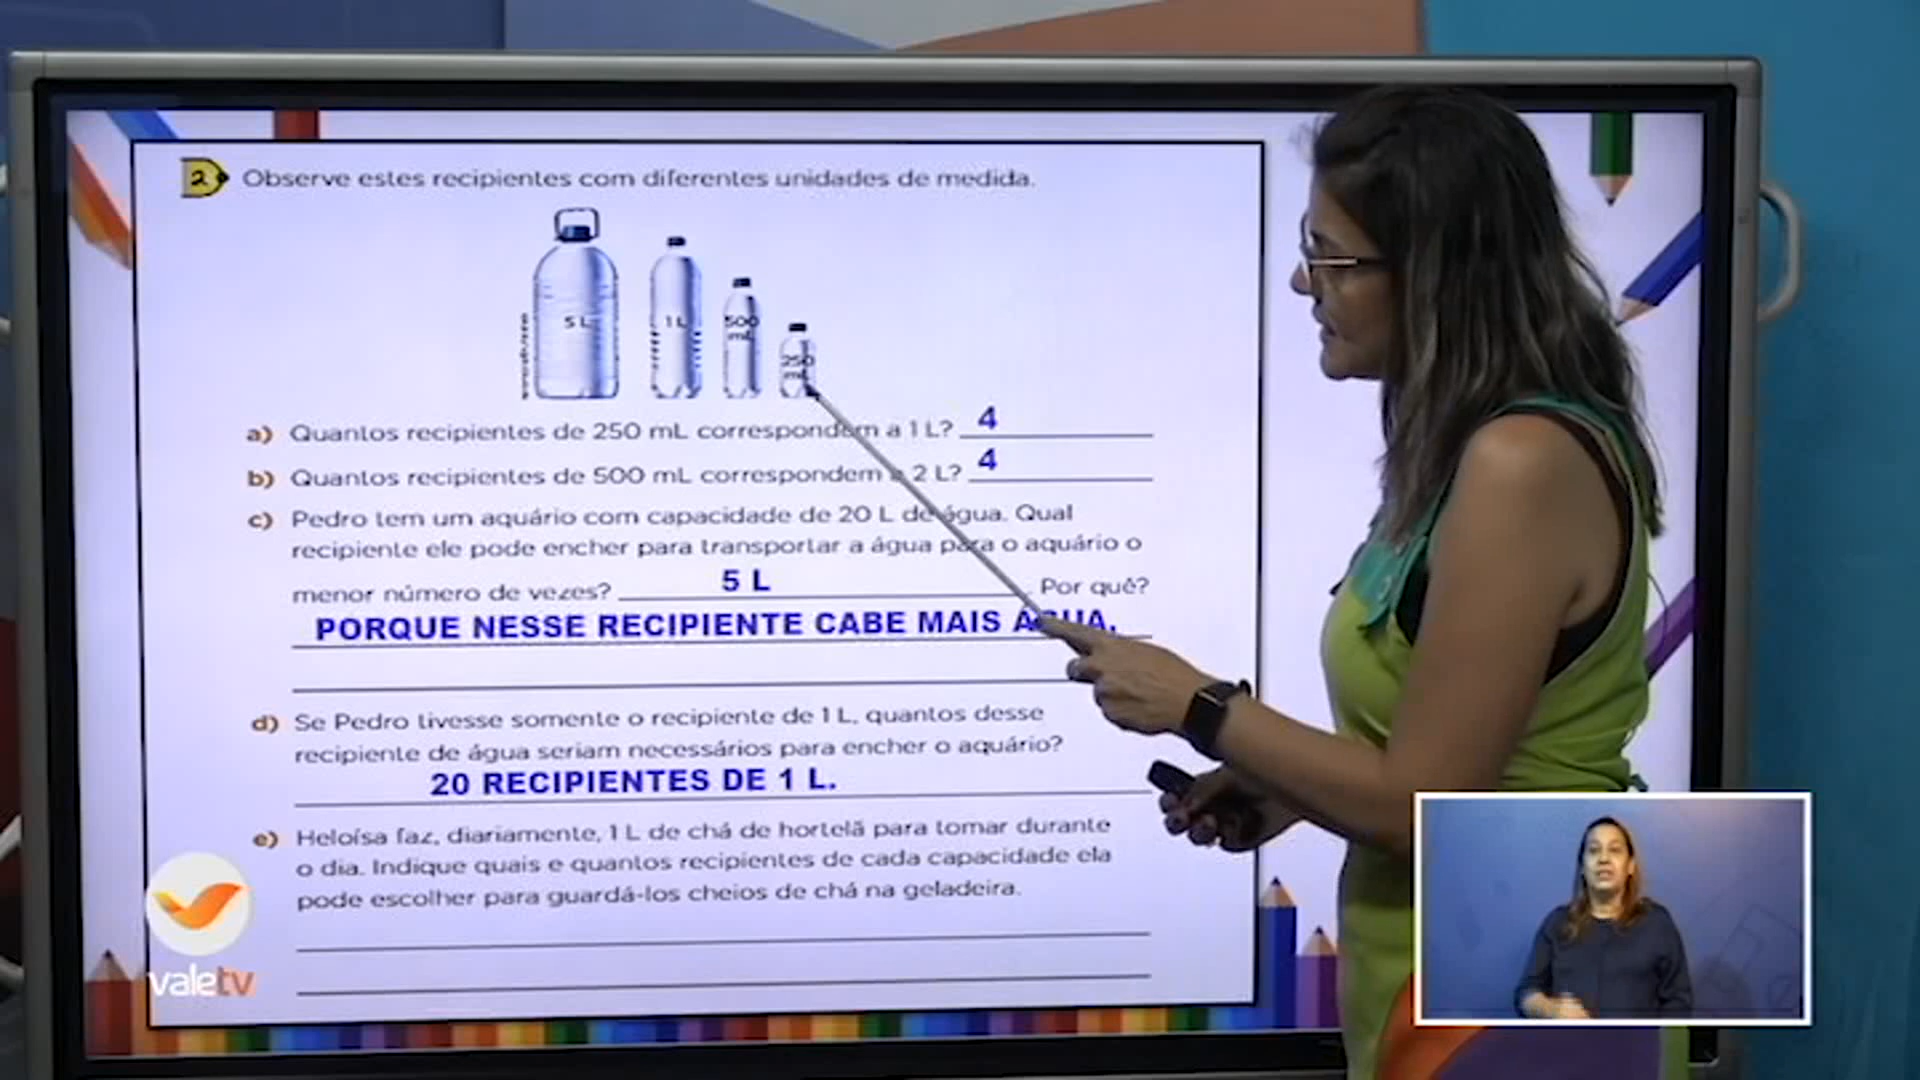 2 Observe estes recipientes com diferentes unidades de medida.
5 L
1 L
500 mL
250 mL
a) Quantos recipientes de 250 mL correspondem a 1 L? 4
b) Quantos recipientes de 500 mL correspondem a 2 L? 4
c) Pedro tem um aquário com capacidade de 20 L de água. Qual
recipiente ele pode encher para transportar a água para o aquário o
menor número de vezes? 5 L . Por quê?
PORQUE NESSE RECIPIENTE CABE MAIS ÁGUA.
d) Se Pedro tivesse somente o recipiente de 1 L, quantos desse
recipiente de água seriam necessários para encher o aquário?
20 RECIPIENTES DE 1 L.
e) Heloísa faz, diariamente, 1 L de chá de hortelã para tomar durante
o dia. Indique quais e quantos recipientes de cada capacidade ela
pode escolher para guardá-los cheios de chá na geladeira.
valetv